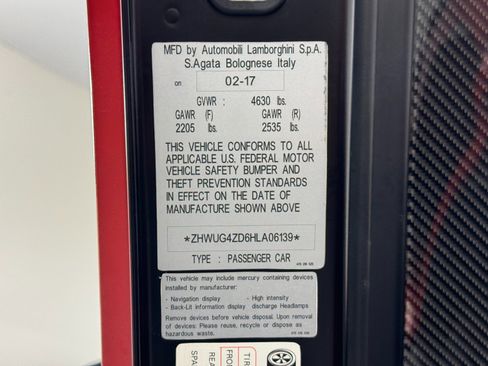 MFD by Automobili Lamborghini S.p.A.
S.Agata Bolognese Italy
on 02-17
GVWR : 4630 lbs.
GAWR (F) GAWR (R)
2205 lbs. 2535 lbs.
THIS VEHICLE CONFORMS TO ALL
APPLICABLE U.S. FEDERAL MOTOR
VEHICLE SAFETY BUMPER AND
THEFT PREVENTION STANDARDS
IN EFFECT ON THE DATE OF
MANUFACTURE SHOWN ABOVE
*ZHWUG4ZD6HLA06139*
TYPE : PASSENGER CAR
This vehicle may include mercury containing devices
installed by manufacturer:
- Navigation display - High intensity
- Back-Lit information display discharge Headlamps
Remove devices before vehicle disposal. Upon
removal of devices: Please reuse, recycle or dispose as
hazardous waste.
TIR
FRO
REA
SPA